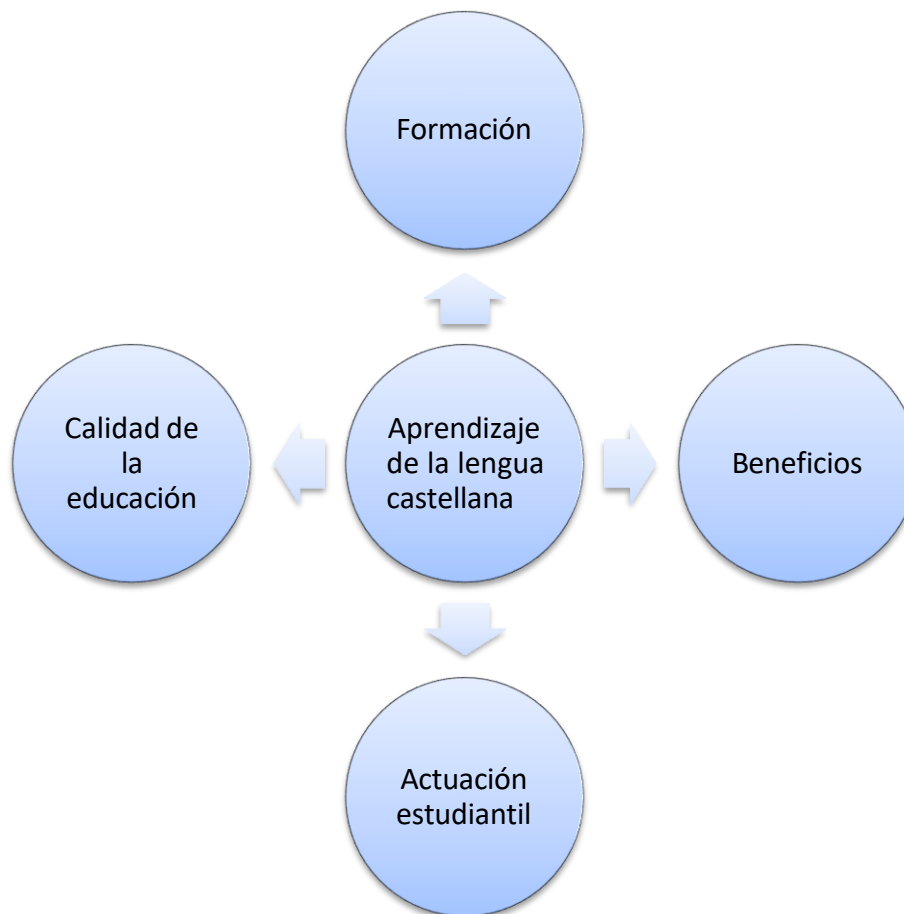 Formación
Calidad de
la
educación
Aprendizaje
de la lengua
castellana
Beneficios
Actuación
estudiantil